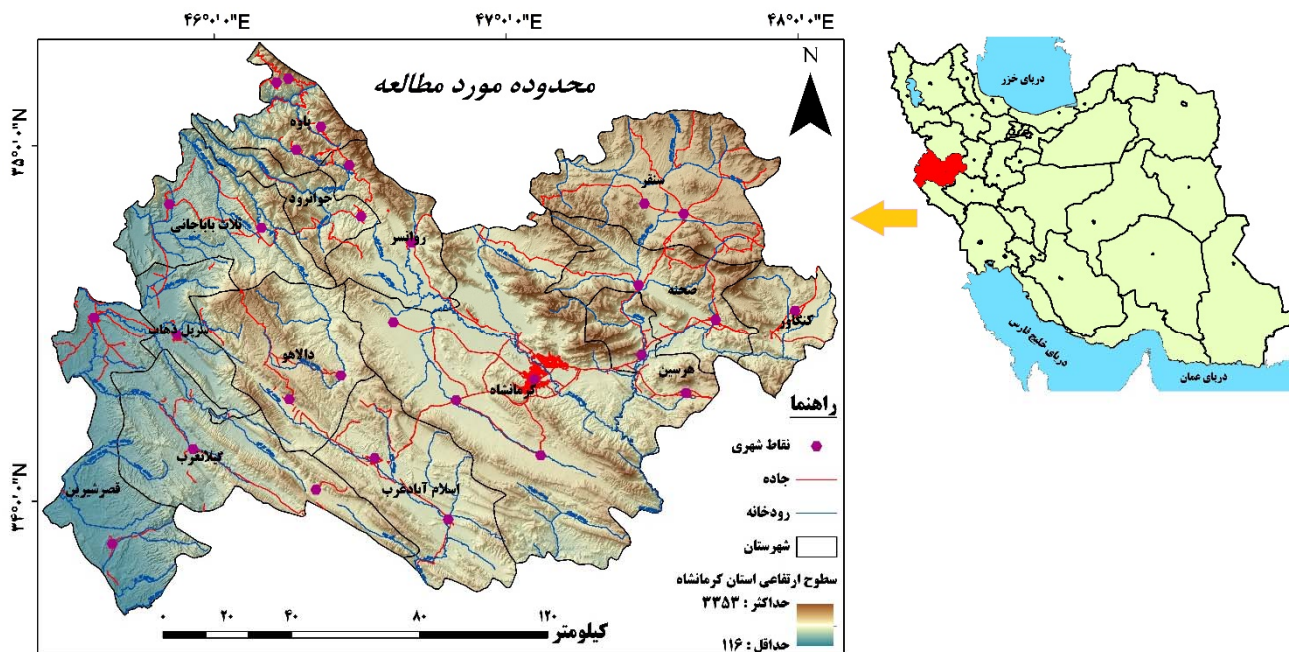 ۴۶°۰'۰"E
۴۷°۰'۰"E
۴۸°۰'۰"E
۳۵°۰'۰"N
۳۴°۰'۰"N
محدوده مورد مطالعه
N
پاوه
جوانرود
ثلاث باباجانی
روانسر
سنقر
صحنه
کنگاور
سرپل ذهاب
دالاهو
کرمانشاه
هرسین
گیلانغرب
اسلام آبادغرب
قصرشیرین
راهنما
نقاط شهری
جاده
رودخانه
شهرستان
سطوح ارتفاعی استان کرمانشاه
حداکثر : ۳۳۵۳
حداقل : ۱۱۶
۰ ۲۰ ۴۰ ۸۰ ۱۲۰
کیلومتر
دریای خزر
دریای خلیج فارس
دریای عمان